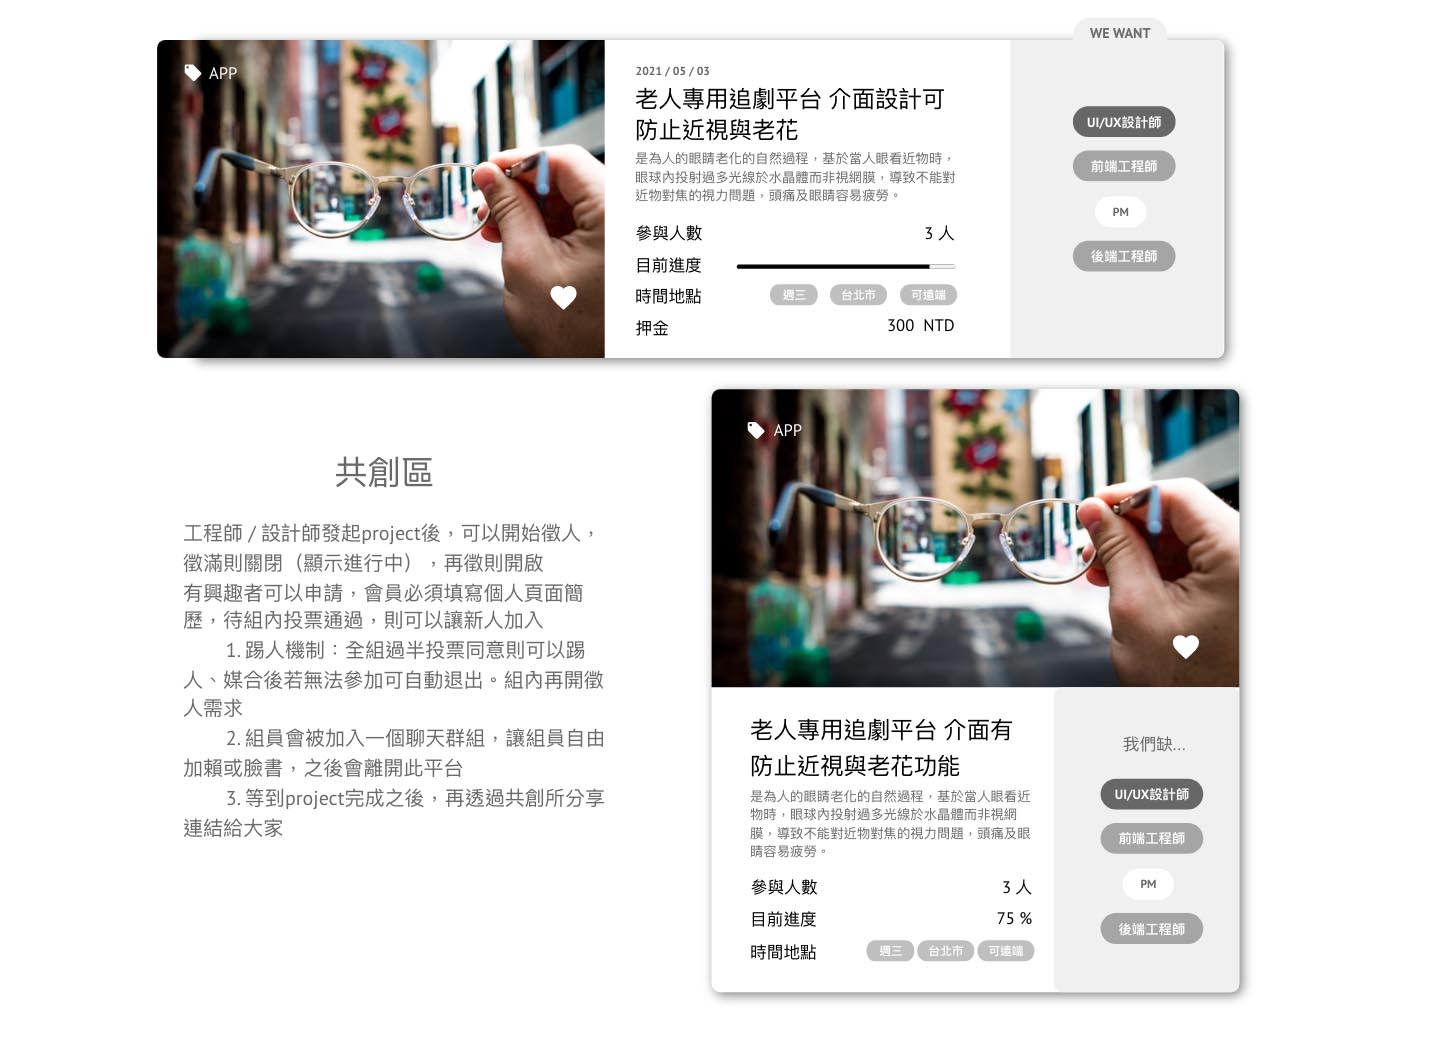 WE WANT
APP
2021 / 05 / 03
老人專用追劇平台 介面設計可
防止近視與老花
是為人的眼睛老化的自然過程，基於當人眼看近物時，
眼球內投射過多光線於水晶體而非視網膜，導致不能對
近物對焦的視力問題，頭痛及眼睛容易疲勞。
參與人數 3 人
目前進度
時間地點 週三 台北市 可遠端
押金 300 NTD
UI/UX設計師
前端工程師
PM
後端工程師
共創區
工程師 / 設計師發起project後，可以開始徵人，
徵滿則關閉（顯示進行中），再徵則開啟
有興趣者可以申請，會員必須填寫個人頁面簡
歷，待組內投票通過，則可以讓新人加入
1. 踢人機制：全組過半投票同意則可以踢
人、媒合後若無法參加可自動退出。組內再開徵
人需求
2. 組員會被加入一個聊天群組，讓組員自由
加賴或臉書，之後會離開此平台
3. 等到project完成之後，再透過共創所分享
連結給大家
APP
老人專用追劇平台 介面有
防止近視與老花功能
是為人的眼睛老化的自然過程，基於當人眼看近
物時，眼球內投射過多光線於水晶體而非視網
膜，導致不能對近物對焦的視力問題，頭痛及眼
睛容易疲勞。
參與人數 3 人
目前進度 75 %
時間地點 週三 台北市 可遠端
我們缺...
UI/UX設計師
前端工程師
PM
後端工程師